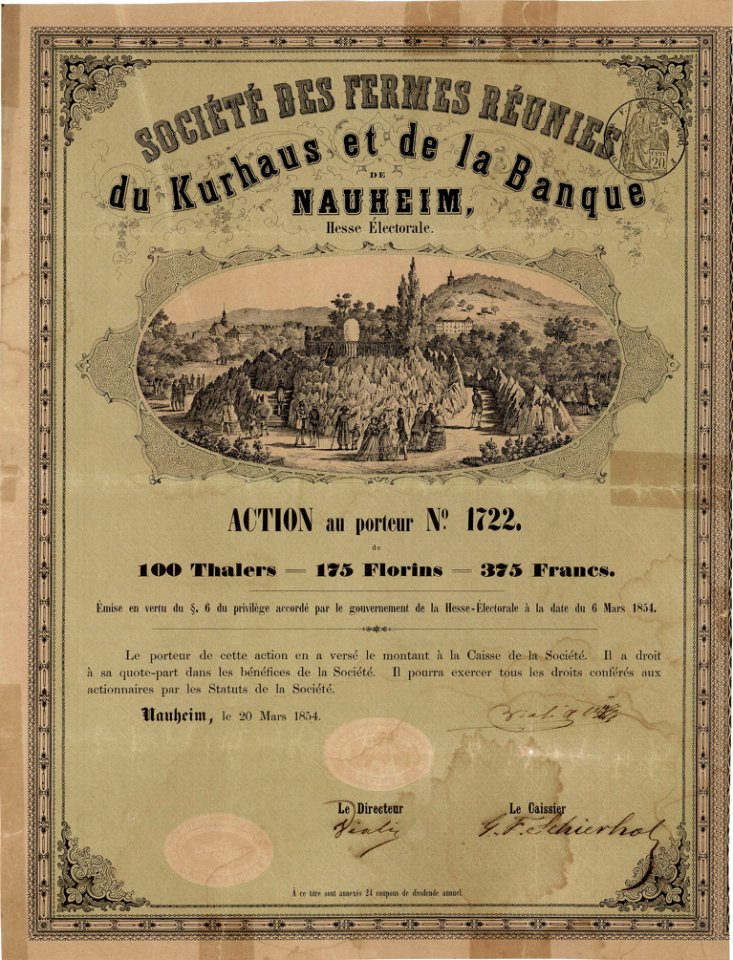 SOCIÉTÉ DES FERMES RÉUNIES
du Kurhaus et de la Banque
DE
NAUHEIM,
Hesse Électorale.
20
ACTION au porteur Nº 1722.
de
100 Thalers — 175 Florins — 375 Francs.
Émise en vertu du §. 6 du privilège accordé par le gouvernement de la Hesse-Électorale à la date du 6 Mars 1854.
Le porteur de cette action en a versé le montant à la Caisse de la Société. Il a droit
à sa quote-part dans les bénéfices de la Société. Il pourra exercer tous les droits conférés aux
actionnaires par les Statuts de la Société.
Nauheim, le 20 Mars 1854.
Le Directeur
Le Caissier
Viali
G. F. Schierhol
A ce titre sont annexés 24 coupons de dividende annuel.